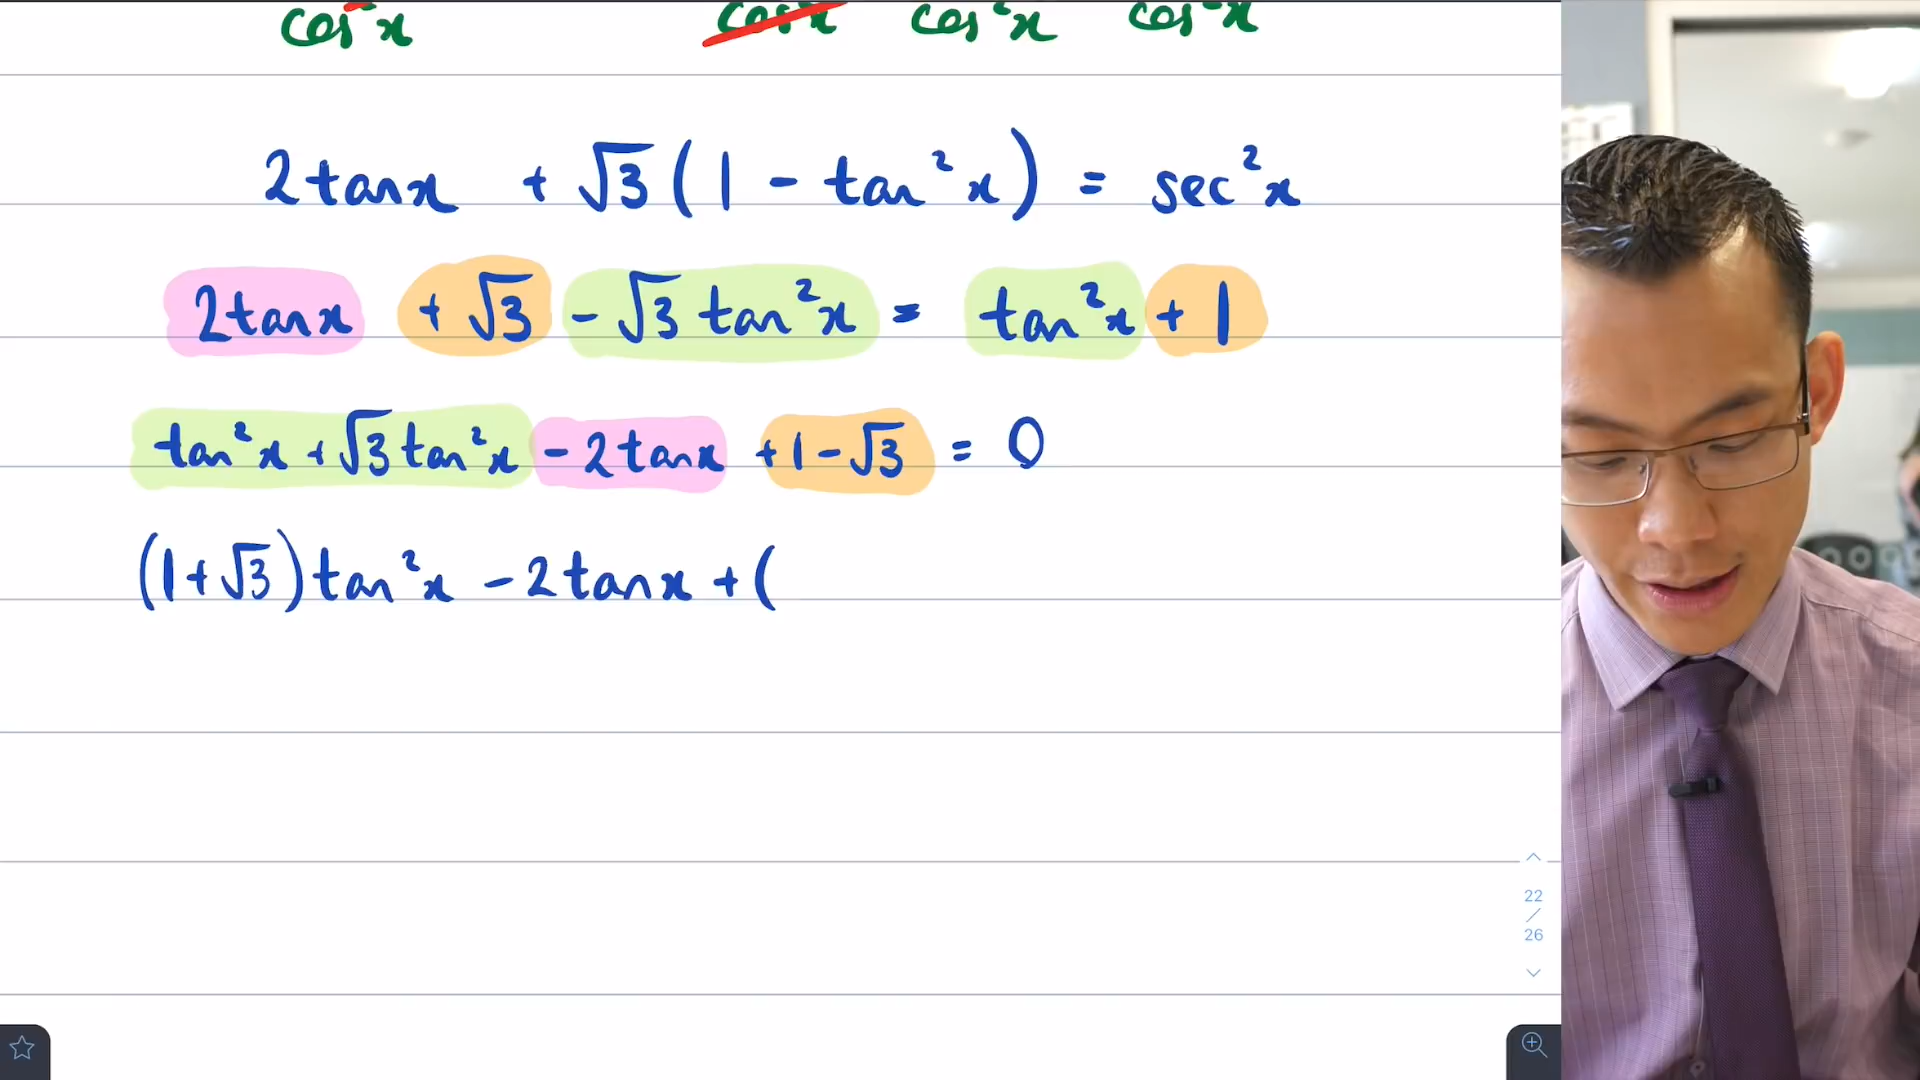 cos²x cos²x cos²x cos²x
2tanx + √3(1 - tan²x) = sec²x
2tanx + √3 - √3 tan²x = tan²x + 1
tan²x + √3 tan²x - 2tanx + 1 - √3 = 0
(1+√3)tan²x - 2tanx + (
22
/
26